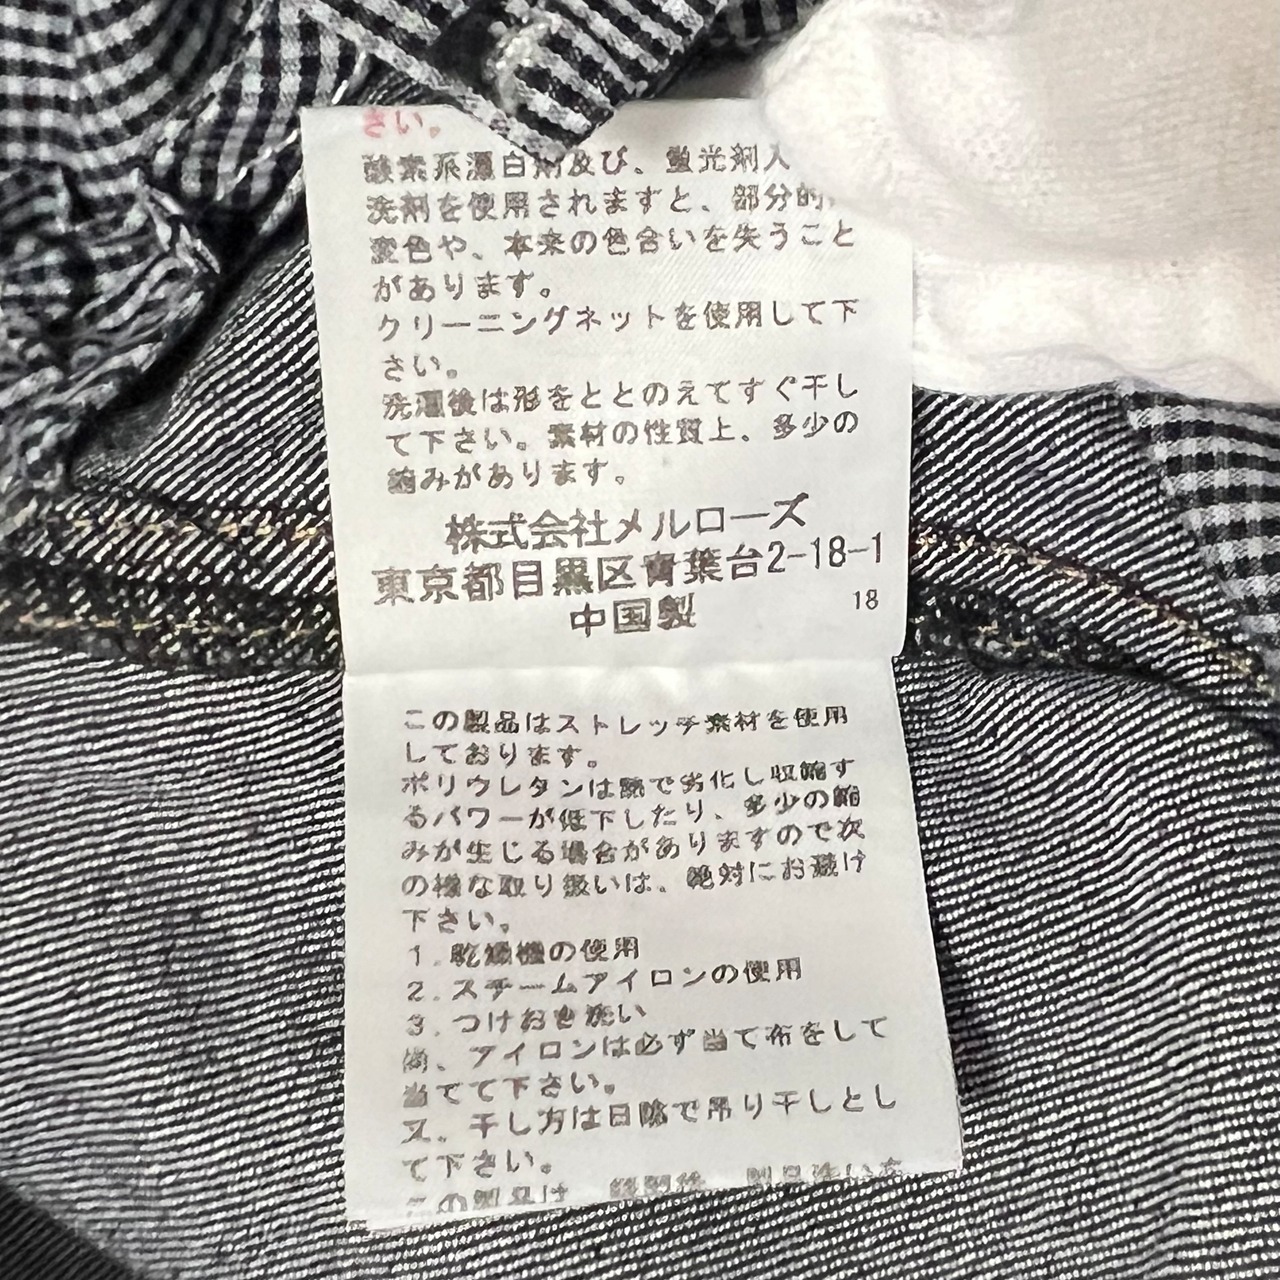 さい。
酸素系漂白剤及び、蛍光剤入
洗剤を使用されますと、部分的
変色や、本来の色合いを失うこと
があります。
クリーニングネットを使用して下
さい。
洗濯後は形をととのえてすぐ干し
て下さい。素材の性質上、多少の
縮みがあります。
株式会社メルローズ
東京都目黒区青葉台2-18-1
中国製
18
この製品はストレッチ素材を使用
しております。
ポリウレタンは熱で劣化し収縮す
るパワーが低下したり、多少の縮
みが生じる場合がありますので次
の様な取り扱いは、絶対にお避け
下さい。
1.乾燥機の使用
2.スチームアイロンの使用
3.つけおき洗い
尚、アイロンは必ず当て布をして
当てて下さい。
又、干し方は日陰で吊り干しとし
て下さい。
この製品は 製品洗いを